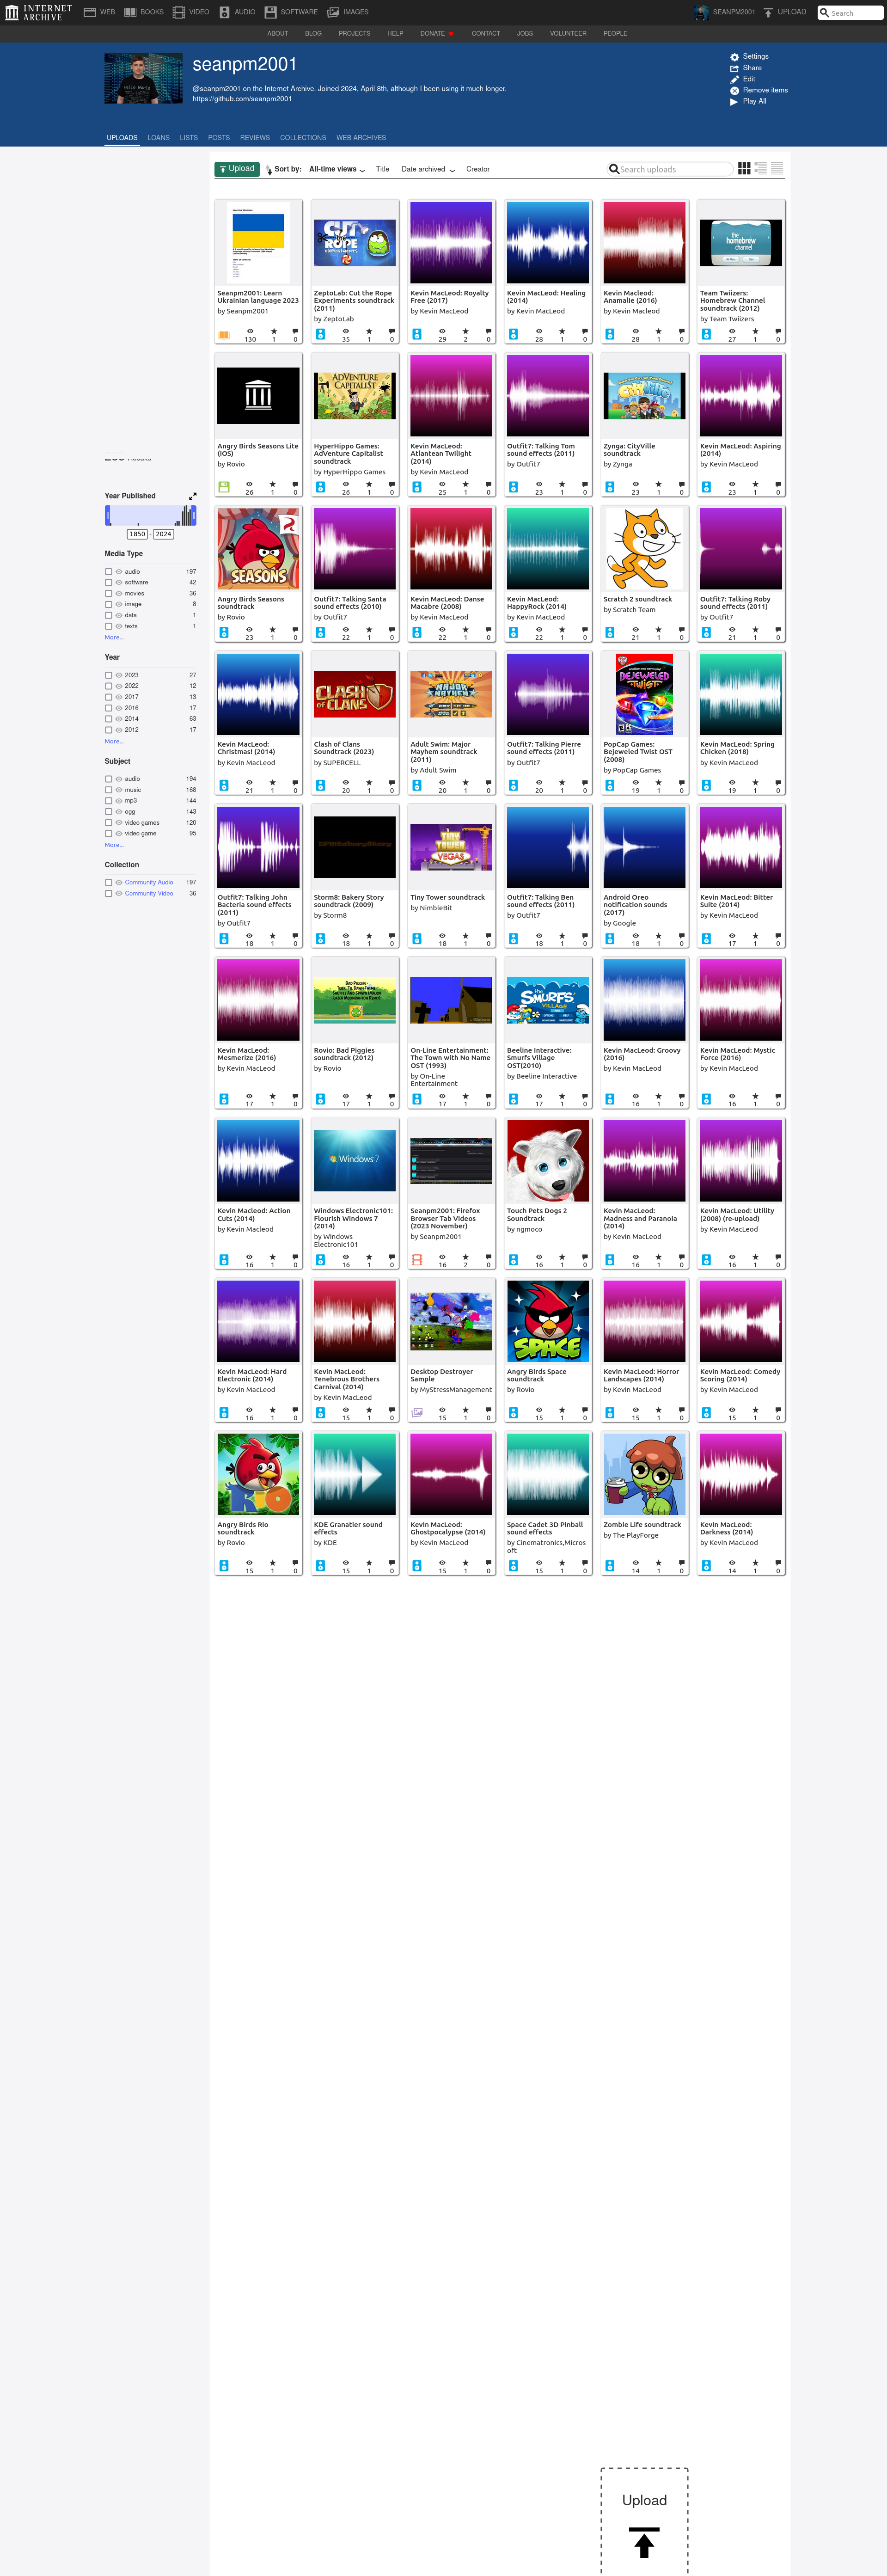 INTERNET ARCHIVE
WEB BOOKS VIDEO AUDIO SOFTWARE IMAGES
SEANPM2001 UPLOAD Search
ABOUT BLOG PROJECTS HELP DONATE CONTACT JOBS VOLUNTEER PEOPLE
seanpm2001
@seanpm2001 on the Internet Archive. Joined 2024, April 8th, although I been using it much longer.
https://github.com/seanpm2001
Settings
Share
Edit
Remove items
Play All
UPLOADS LOANS LISTS POSTS REVIEWS COLLECTIONS WEB ARCHIVES
Upload Sort by: All-time views Title Date archived Creator Search uploads
Year Published
1850 - 2024
Media Type
audio 197
software 42
movies 36
image 8
data 1
texts 1
More...
Year
2023 27
2022 12
2017 13
2016 17
2014 63
2012 17
More...
Subject
audio 194
music 168
mp3 144
ogg 143
video games 120
video game 95
More...
Collection
Community Audio 197
Community Video 36
Seanpm2001: Learn
Ukrainian language 2023
by Seanpm2001
130 1 0
ZeptoLab: Cut the Rope
Experiments soundtrack
(2011)
by ZeptoLab
35 1 0
Kevin MacLeod: Royalty
Free (2017)
by Kevin MacLeod
29 2 0
Kevin MacLeod: Healing
(2014)
by Kevin MacLeod
28 1 0
Kevin Macleod:
Anamalie (2016)
by Kevin Macleod
28 1 0
the
homebrew
channel
Team Twiizers:
Homebrew Channel
soundtrack (2012)
by Team Twiizers
27 1 0
Angry Birds Seasons Lite
(iOS)
by Rovio
26 1 0
ADVENTURE
CAPITALIST
HyperHippo Games:
AdVenture Capitalist
soundtrack
by HyperHippo Games
26 1 0
Kevin MacLeod:
Atlantean Twilight
(2014)
by Kevin MacLeod
25 1 0
Outfit7: Talking Tom
sound effects (2011)
by Outfit7
23 1 0
Zynga: CityVille
soundtrack
by Zynga
23 1 0
Kevin MacLeod: Aspiring
(2014)
by Kevin MacLeod
23 1 0
SEASONS
Angry Birds Seasons
soundtrack
by Rovio
23 1 0
Outfit7: Talking Santa
sound effects (2010)
by Outfit7
22 1 0
Kevin MacLeod: Danse
Macabre (2008)
by Kevin MacLeod
22 1 0
Kevin MacLeod:
HappyRock (2014)
by Kevin MacLeod
22 1 0
Scratch 2 soundtrack
by Scratch Team
21 1 0
Outfit7: Talking Roby
sound effects (2011)
by Outfit7
21 1 0
Kevin MacLeod:
Christmas! (2014)
by Kevin MacLeod
21 1 0
CLASH OF CLANS
Clash of Clans
Soundtrack (2023)
by SUPERCELL
20 1 0
MAJOR
MAYHEM
Adult Swim: Major
Mayhem soundtrack
(2011)
by Adult Swim
20 1 0
Outfit7: Talking Pierre
sound effects (2011)
by Outfit7
20 1 0
BEJEWELED
TWIST
PopCap Games:
Bejeweled Twist OST
(2008)
by PopCap Games
19 1 0
Kevin MacLeod: Spring
Chicken (2018)
by Kevin MacLeod
19 1 0
Outfit7: Talking John
Bacteria sound effects
(2011)
by Outfit7
18 1 0
Storm8: Bakery Story
soundtrack (2009)
by Storm8
18 1 0
TINY
TOWER
VEGAS
Tiny Tower soundtrack
by NimbleBit
18 1 0
Outfit7: Talking Ben
sound effects (2011)
by Outfit7
18 1 0
Android Oreo
notification sounds
(2017)
by Google
18 1 0
Kevin MacLeod: Bitter
Suite (2014)
by Kevin MacLeod
17 1 0
Kevin MacLeod:
Mesmerize (2016)
by Kevin MacLeod
17 1 0
Rovio: Bad Piggies
soundtrack (2012)
by Rovio
17 1 0
On-Line Entertainment:
The Town with No Name
OST (1993)
by On-Line
Entertainment
17 1 0
the
SMURFS'
VILLAGE
Beeline Interactive:
Smurfs Village
OST(2010)
by Beeline Interactive
17 1 0
Kevin MacLeod: Groovy
(2016)
by Kevin MacLeod
16 1 0
Kevin MacLeod: Mystic
Force (2016)
by Kevin MacLeod
16 1 0
Kevin Macleod: Action
Cuts (2014)
by Kevin Macleod
16 1 0
Windows 7
Windows Electronic101:
Flourish Windows 7
(2014)
by Windows
Electronic101
16 1 0
Seanpm2001: Firefox
Browser Tab Videos
(2023 November)
by Seanpm2001
16 2 0
Touch Pets Dogs 2
Soundtrack
by ngmoco
16 1 0
Kevin MacLeod:
Madness and Paranoia
(2014)
by Kevin MacLeod
16 1 0
Kevin MacLeod: Utility
(2008) (re-upload)
by Kevin MacLeod
16 1 0
Kevin MacLeod: Hard
Electronic (2014)
by Kevin MacLeod
16 1 0
Kevin MacLeod:
Tenebrous Brothers
Carnival (2014)
by Kevin MacLeod
15 1 0
Desktop Destroyer
Sample
by MyStressManagement
15 1 0
SPACE
Angry Birds Space
soundtrack
by Rovio
15 1 0
Kevin MacLeod: Horror
Landscapes (2014)
by Kevin MacLeod
15 1 0
Kevin MacLeod: Comedy
Scoring (2014)
by Kevin MacLeod
15 1 0
RIO
Angry Birds Rio
soundtrack
by Rovio
15 1 0
KDE Granatier sound
effects
by KDE
15 1 0
Kevin MacLeod:
Ghostpocalypse (2014)
by Kevin MacLeod
15 1 0
Space Cadet 3D Pinball
sound effects
by Cinematronics,Micros
oft
15 1 0
Zombie Life soundtrack
by The PlayForge
14 1 0
Kevin MacLeod:
Darkness (2014)
by Kevin MacLeod
14 1 0
Upload